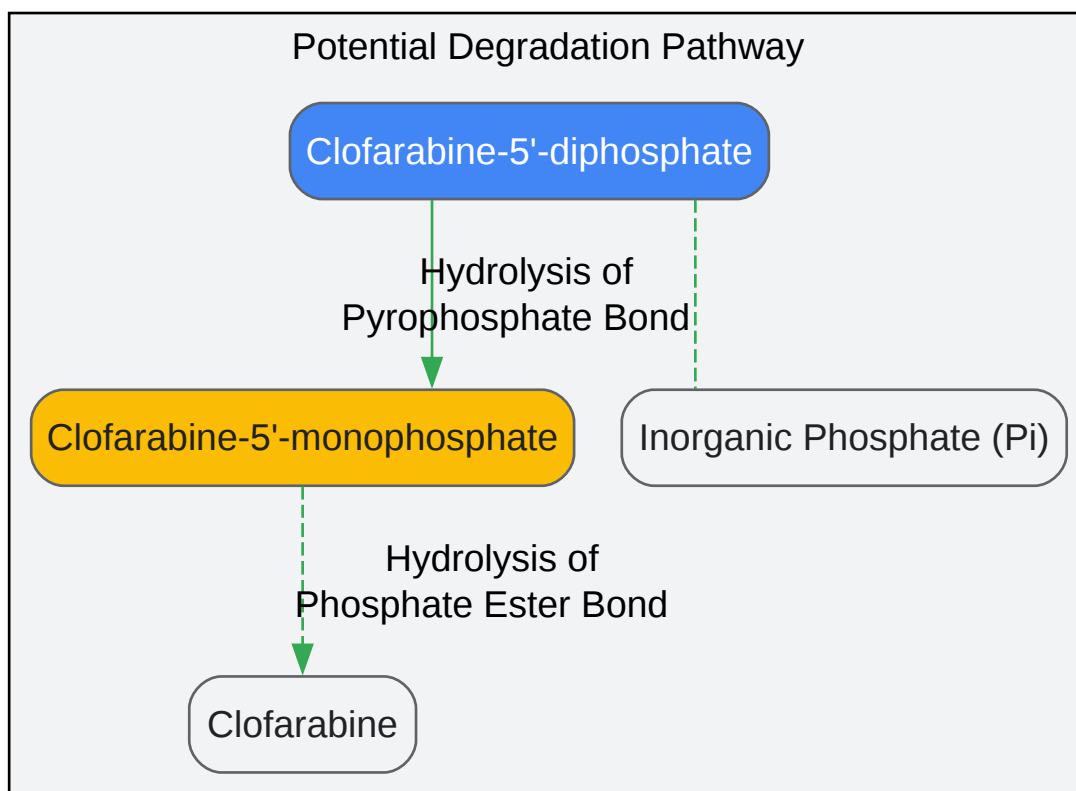 Potential Degradation Pathway
Clofarabine-5'-diphosphate
Hydrolysis of
Pyrophosphate Bond
Clofarabine-5'-monophosphate
Inorganic Phosphate (Pi)
Hydrolysis of
Phosphate Ester Bond
Clofarabine